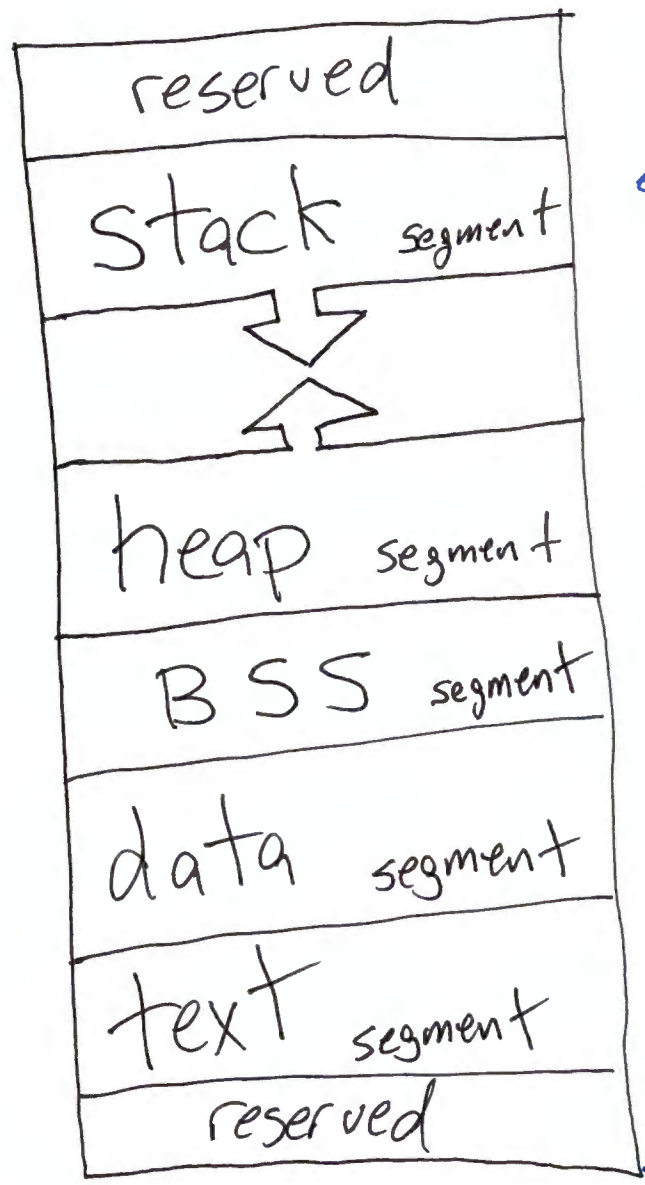 reserved
stack segment
heap segment
BSS segment
data segment
text segment
reserved